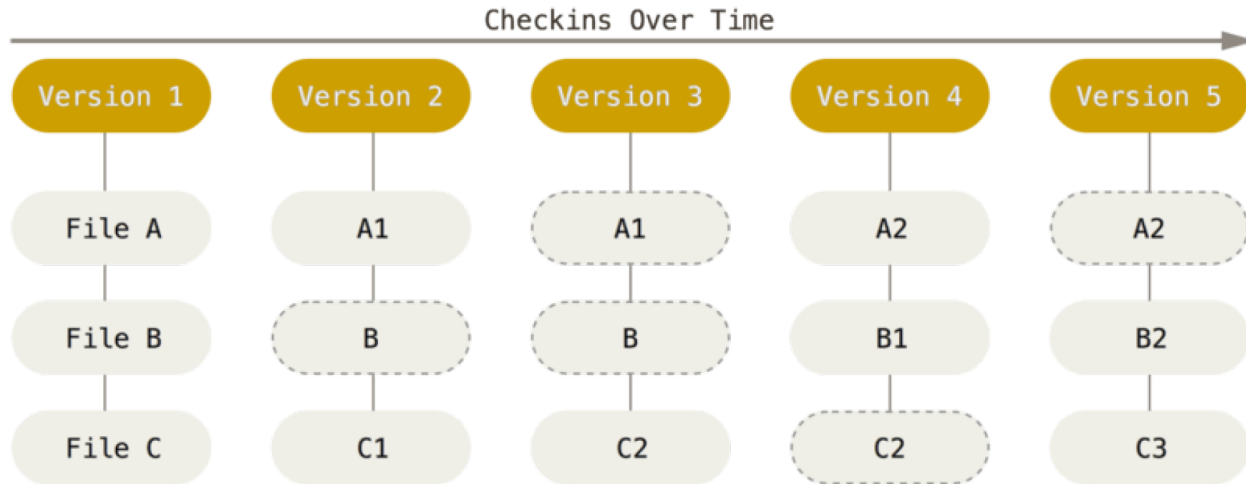 Checkins Over Time
Version 1 Version 2 Version 3 Version 4 Version 5
File A A1 A1 A2 A2
File B B B B1 B2
File C C1 C2 C2 C3